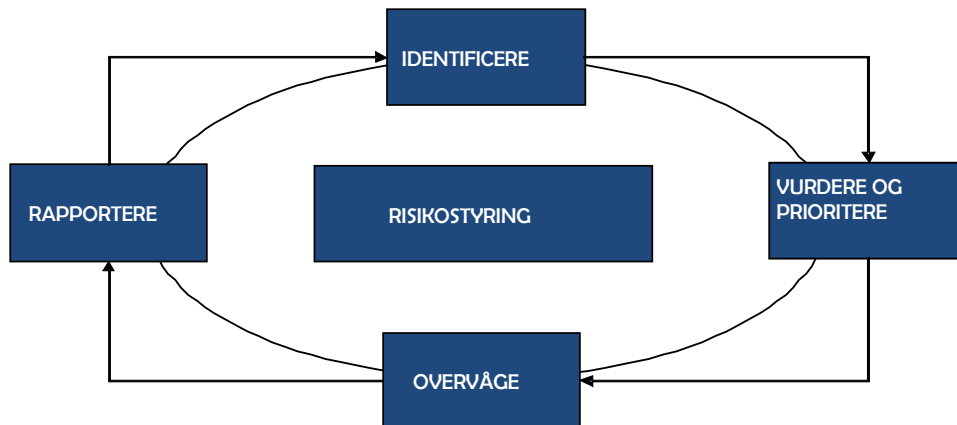 IDENTIFICERE
RAPPORTERE
RISIKOSTYRING
VURDERE OG
PRIORITERE
OVERVÅGE